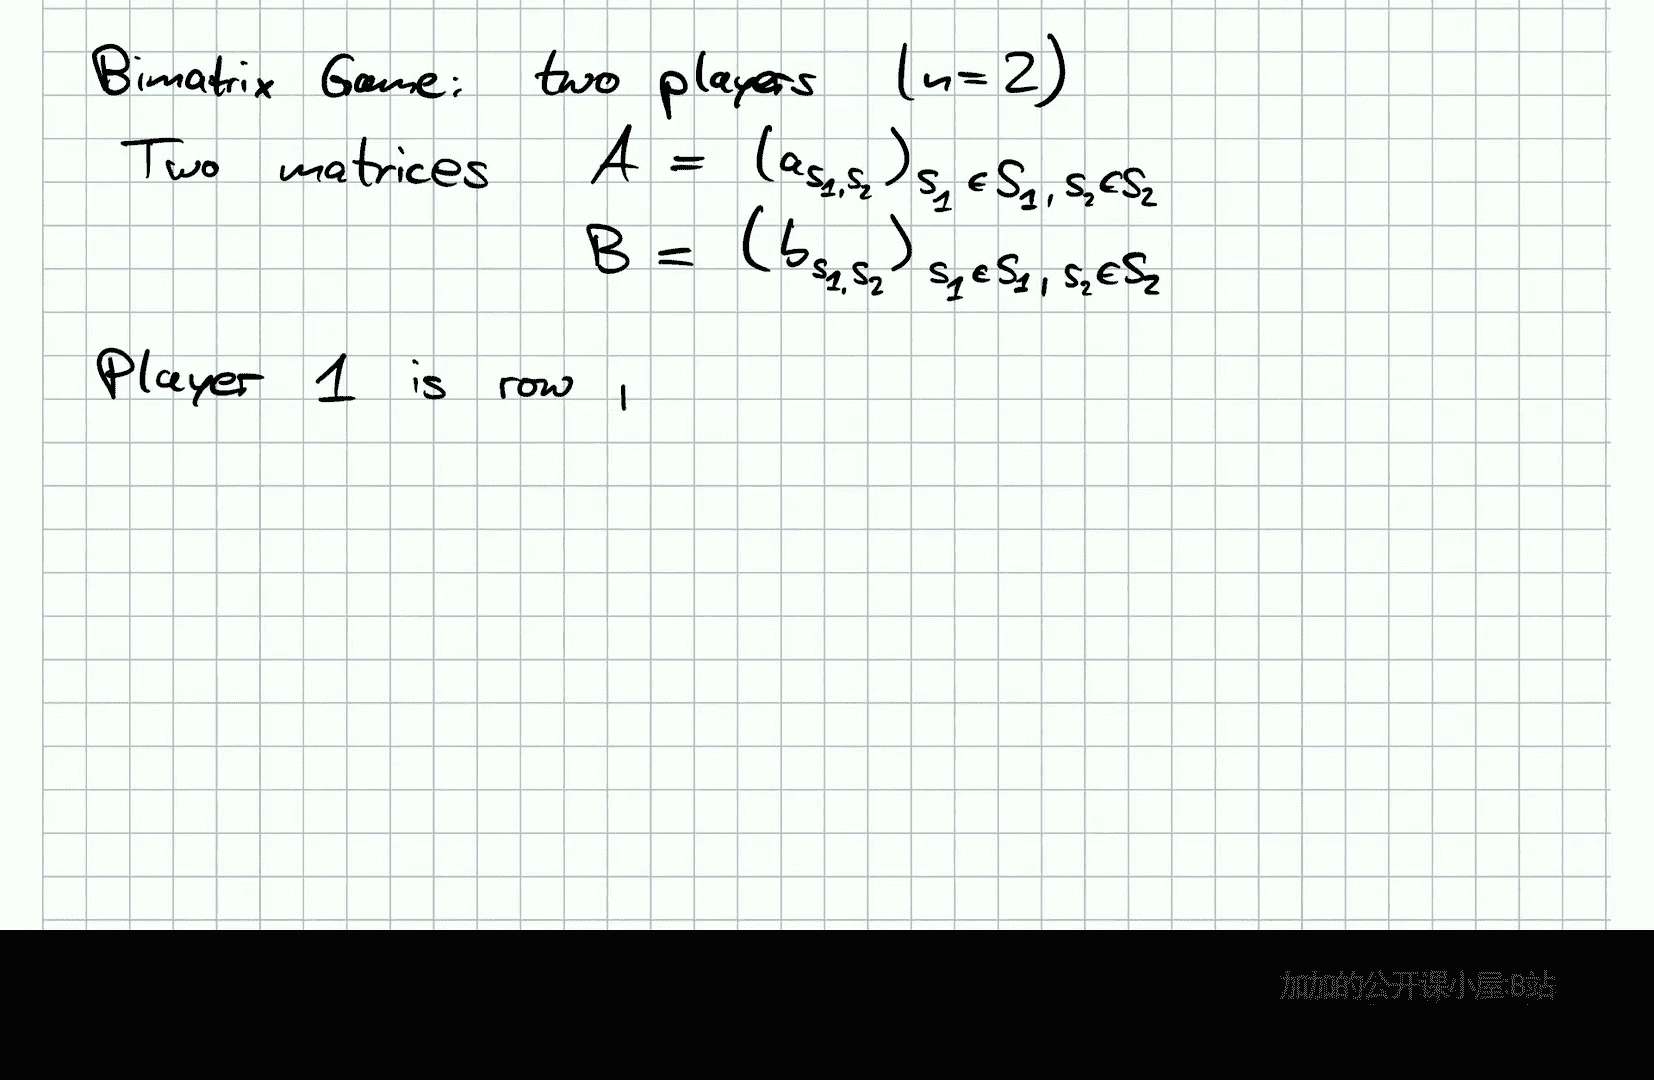 Bimatrix Game: two players (n=2)
Two matrices A = (a_{s_1,s_2})_{s_1 ∈ S_1, s_2 ∈ S_2}
B = (b_{s_1,s_2})_{s_1 ∈ S_1, s_2 ∈ S_2}
Player 1 is row
加加的公开课小屋:B站